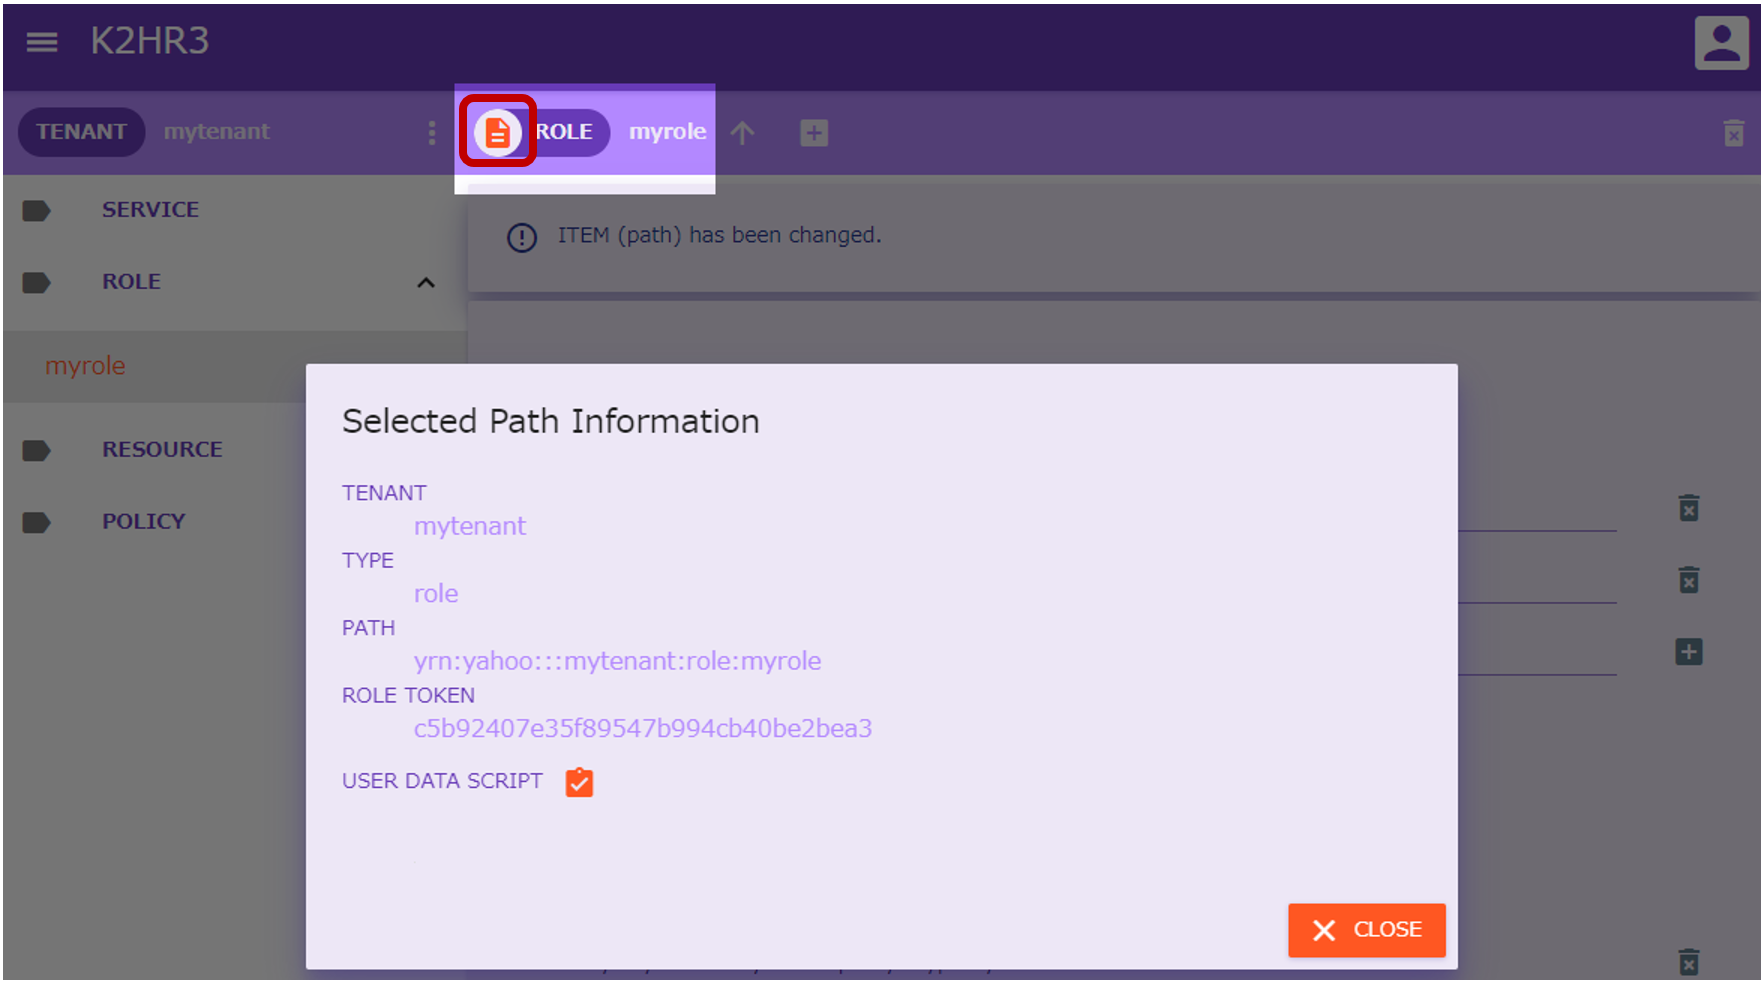 K2HR3
TENANT mytenant ROLE myrole
SERVICE
ITEM (path) has been changed.
ROLE
myrole
RESOURCE
POLICY
Selected Path Information
TENANT
mytenant
TYPE
role
PATH
yrn:yahoo:::mytenant:role:myrole
ROLE TOKEN
c5b92407e35f89547b994cb40be2bea3
USER DATA SCRIPT
CLOSE